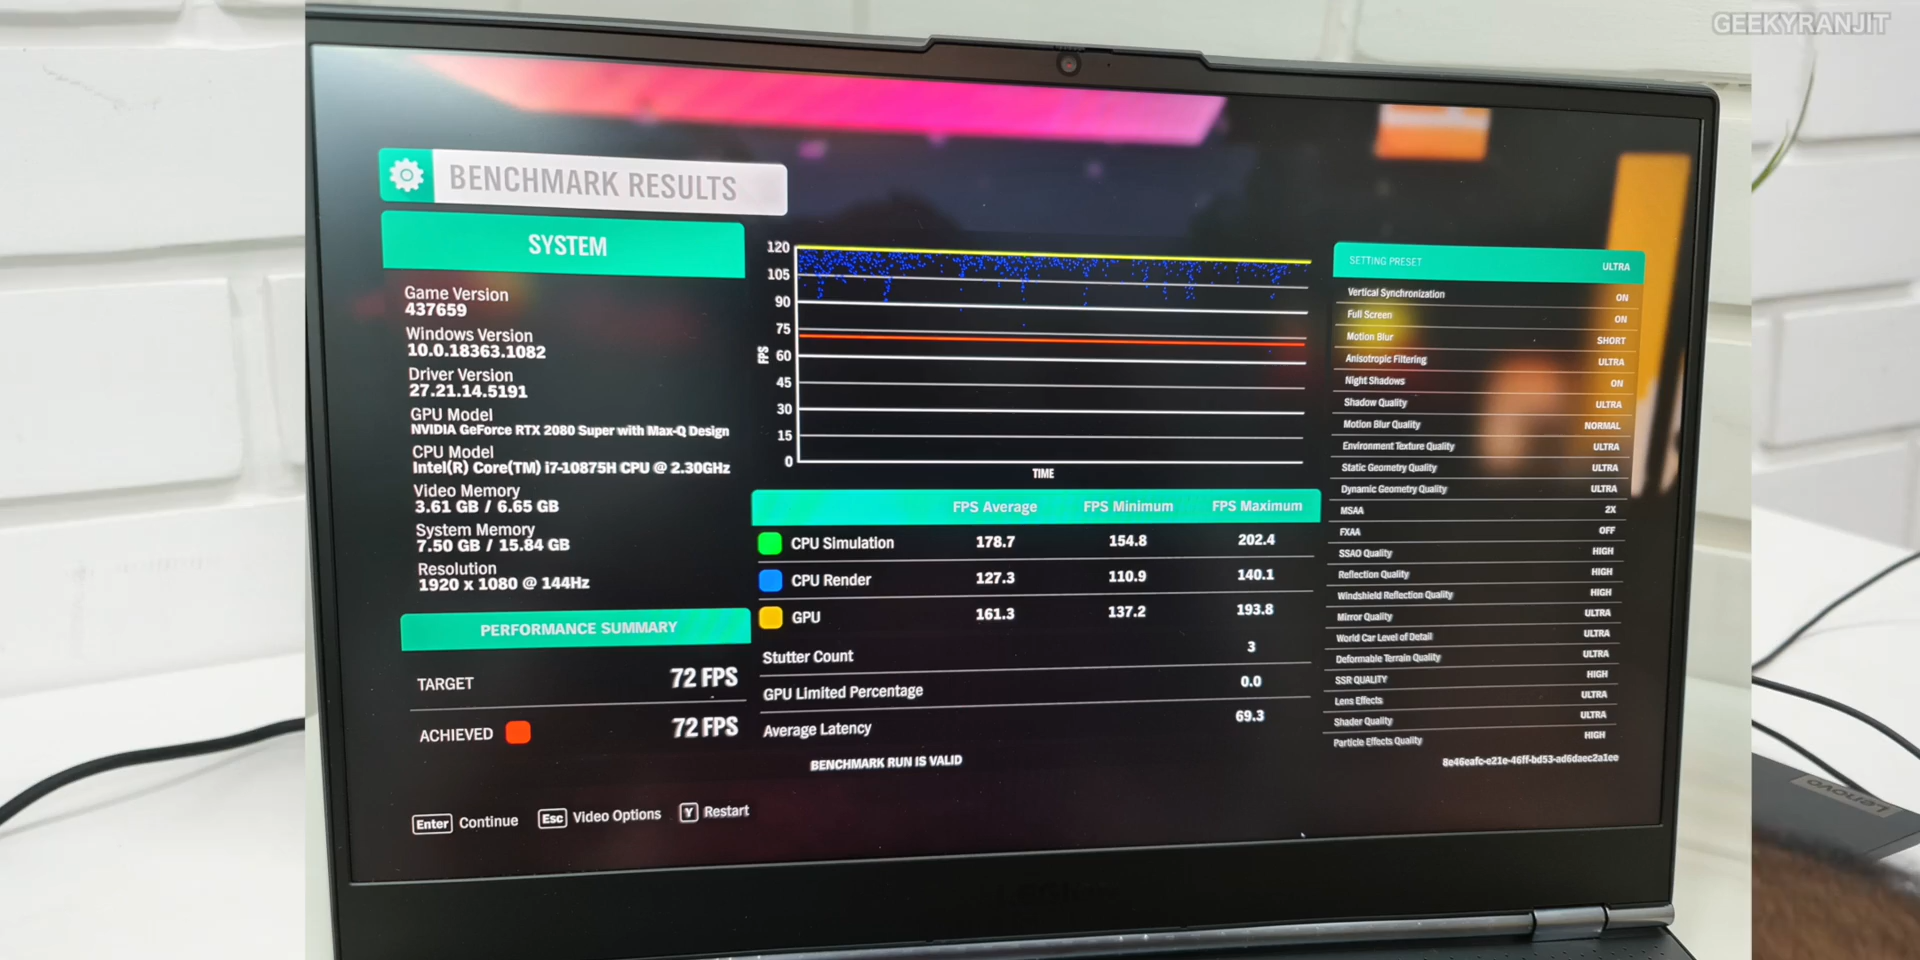 GEEKYRANJIT
BENCHMARK RESULTS
SYSTEM
Game Version
437659
Windows Version
10.0.18363.1082
Driver Version
27.21.14.5191
GPU Model
NVIDIA GeForce RTX 2080 Super with Max-Q Design
CPU Model
Intel(R) Core(TM) i7-10875H CPU @ 2.30GHz
Video Memory
3.61 GB / 6.65 GB
System Memory
7.50 GB / 15.84 GB
Resolution
1920 x 1080 @ 144Hz
PERFORMANCE SUMMARY
TARGET 72 FPS
ACHIEVED 72 FPS
120
105
90
75
60
45
30
15
0
FPS
TIME
FPS Average FPS Minimum FPS Maximum
CPU Simulation 178.7 154.8 202.4
CPU Render 127.3 110.9 140.1
GPU 161.3 137.2 193.8
Stutter Count 3
GPU Limited Percentage 0.0
Average Latency 69.3
BENCHMARK RUN IS VALID
SETTING PRESET ULTRA
Vertical Synchronization ON
Full Screen ON
Motion Blur SHORT
Anisotropic Filtering ULTRA
Night Shadows ON
Shadow Quality ULTRA
Motion Blur Quality NORMAL
Environment Texture Quality ULTRA
Static Geometry Quality ULTRA
Dynamic Geometry Quality ULTRA
MSAA 2X
FXAA OFF
SSAO Quality HIGH
Reflection Quality HIGH
Windshield Reflection Quality HIGH
Mirror Quality ULTRA
World Car Level of Detail ULTRA
Deformable Terrain Quality ULTRA
SSR QUALITY HIGH
Lens Effects ULTRA
Shader Quality ULTRA
Particle Effects Quality HIGH
8e46eafc-e21e-46ff-bd53-ad6daec2a1ee
Enter Continue Esc Video Options Y Restart
Lenovo